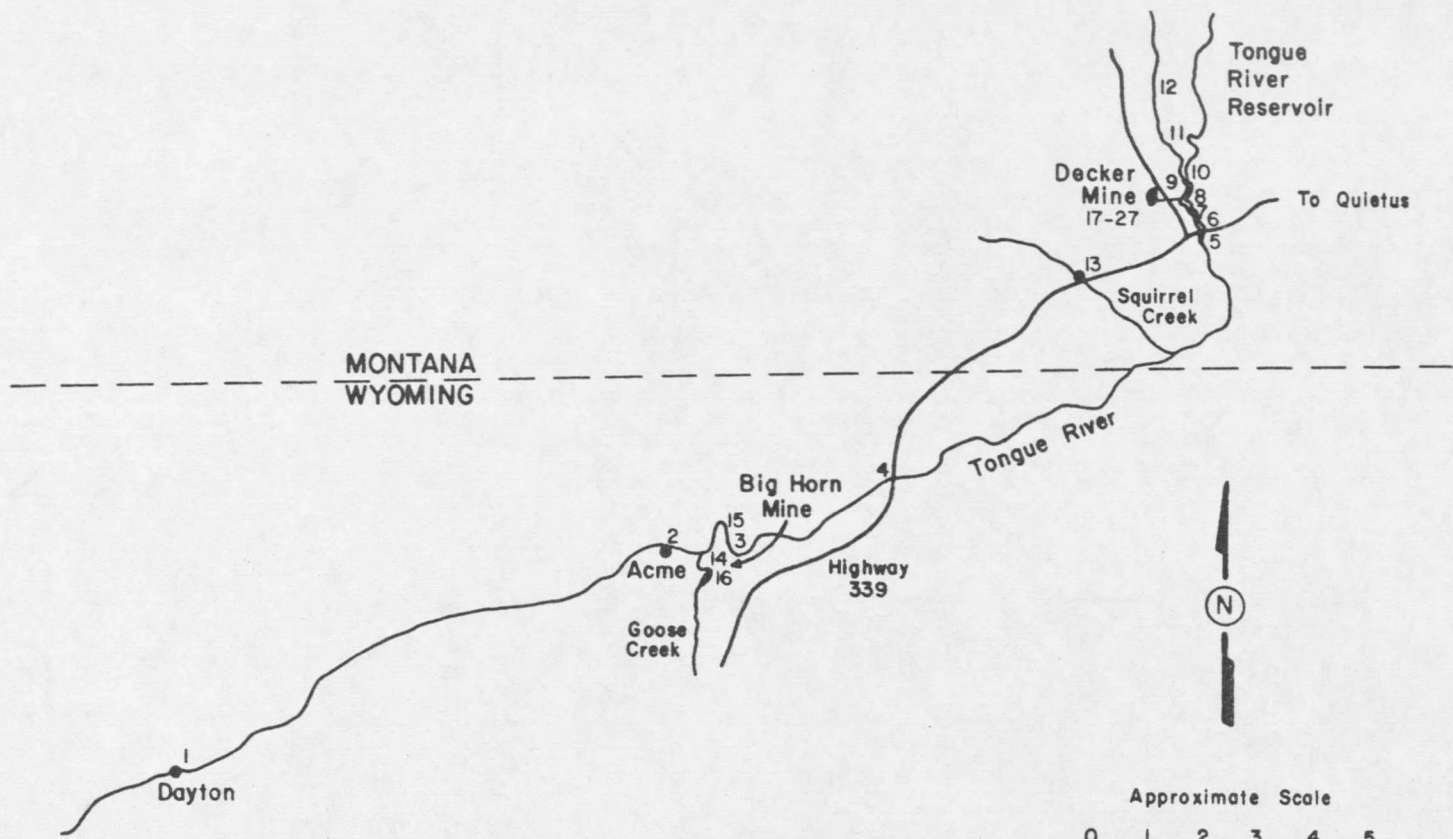 Tongue
River
Reservoir
12
11
10
Decker
Mine
17-27
9
8
7
6
5
To Quietus
13
Squirrel
Creek
MONTANA
WYOMING
Tongue River
4
Big Horn
Mine
15
3
2
Acme
14
16
Highway
339
Goose
Creek
N
1
Dayton
Approximate Scale
0 1 2 3 4 5